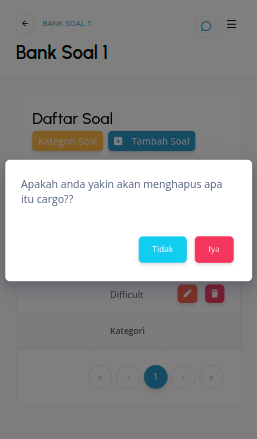 BANK SOAL 1
Bank Soal 1
Daftar Soal
Kategori Soal
Tambah Soal
Apakah anda yakin akan menghapus apa
itu cargo??
Tidak
Iya
Difficult
Kategori
« ‹ 1 › »